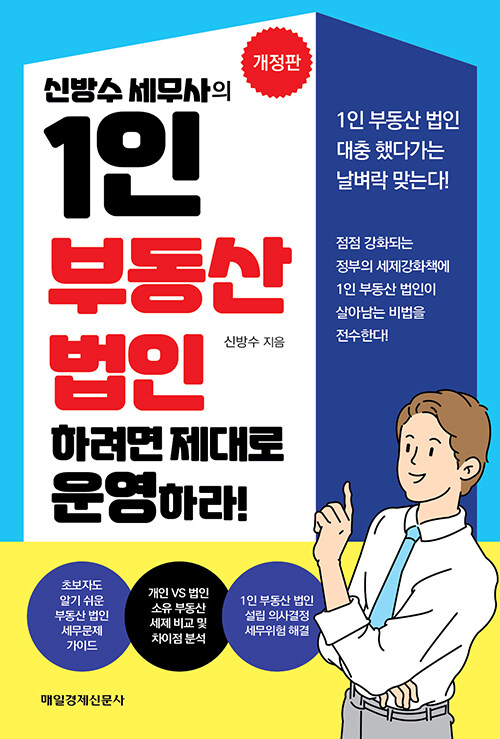 개정판
신방수 세무사의
1인
부동산
법인
신방수 지음
하려면 제대로
운영하라!
1인 부동산 법인
대충 했다가는
날벼락 맞는다!
점점 강화되는
정부의 세제강화책에
1인 부동산 법인이
살아남는 비법을
전수한다!
초보자도
알기 쉬운
부동산 법인
세무문제
가이드
개인 VS 법인
소유 부동산
세제 비교 및
차이점 분석
1인 부동산 법인
설립 의사결정
세무위험 해결
매일경제신문사